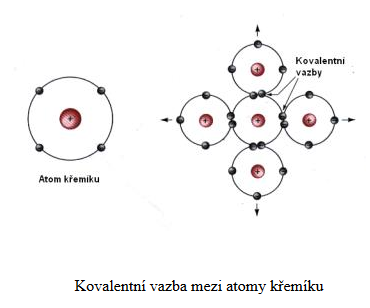 Kovalentní
vazby
+
+
+
+
+
+
Atom křemíku
Kovalentní vazba mezi atomy křemíku